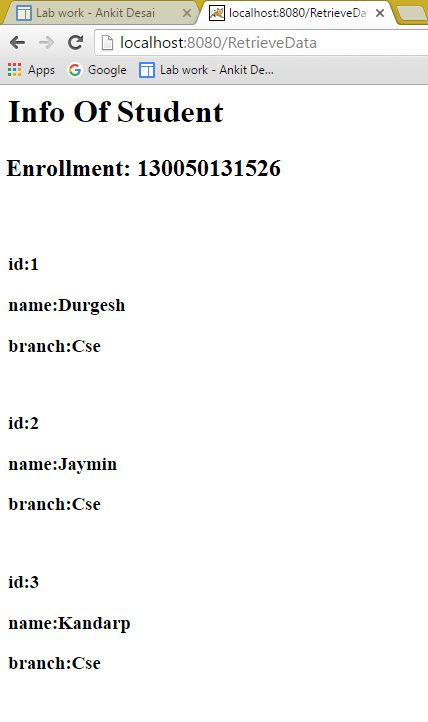 Lab work - Ankit Desai
localhost:8080/RetrieveDa
localhost:8080/RetrieveData
Apps
Google
Lab work - Ankit De...
Info Of Student
Enrollment: 130050131526
id:1
name:Durgesh
branch:Cse
id:2
name:Jaymin
branch:Cse
id:3
name:Kandarp
branch:Cse